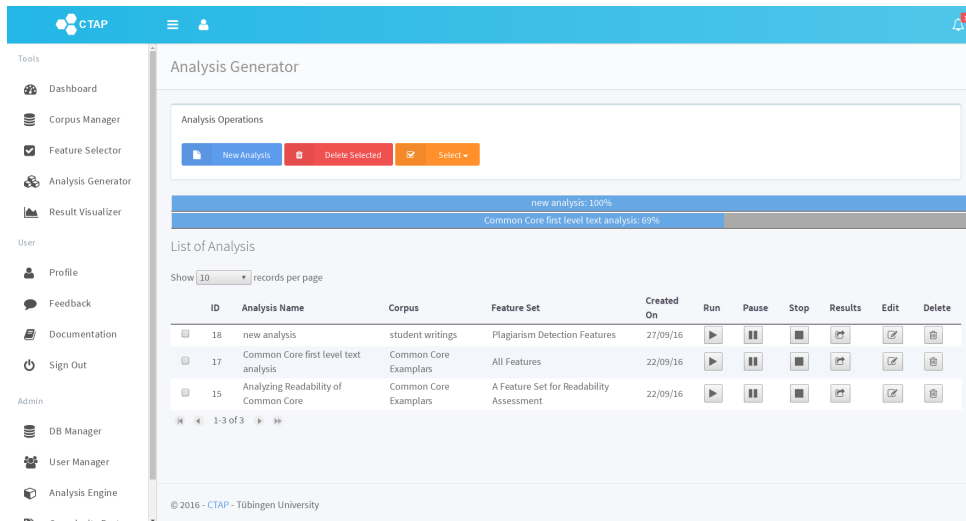 CTAP
Tools
Dashboard
Corpus Manager
Feature Selector
Analysis Generator
Result Visualizer
User
Profile
Feedback
Documentation
Sign Out
Admin
DB Manager
User Manager
Analysis Engine
Analysis Generator
Analysis Operations
New Analysis
Delete Selected
Select
new analysis: 100%
Common Core first level text analysis: 69%
List of Analysis
Show 10 records per page
ID Analysis Name Corpus Feature Set Created On Run Pause Stop Results Edit Delete
18 new analysis student writings Plagiarism Detection Features 27/09/16
17 Common Core first level text analysis Common Core Examplars All Features 22/09/16
15 Analyzing Readability of Common Core Common Core Examplars A Feature Set for Readability Assessment 22/09/16
1-3 of 3
© 2016 - CTAP - Tübingen University